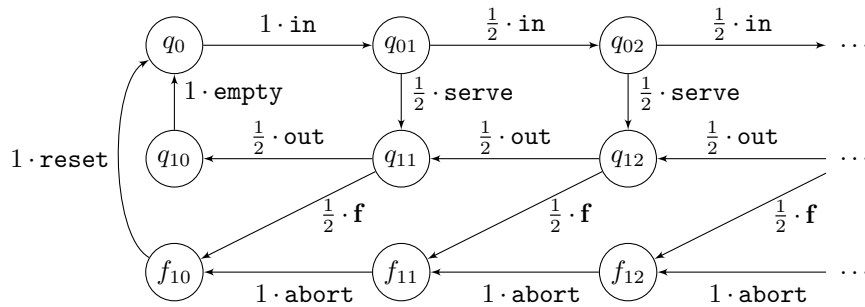 1 · in ½ · in ½ · in
q₀ q₀₁ q₀₂ ···
1 · empty ½ · serve ½ · serve
½ · out ½ · out ½ · out
1 · reset q₁₀ q₁₁ q₁₂ ···
½ · f ½ · f ½ · f
f₁₀ f₁₁ f₁₂ ···
1 · abort 1 · abort 1 · abort